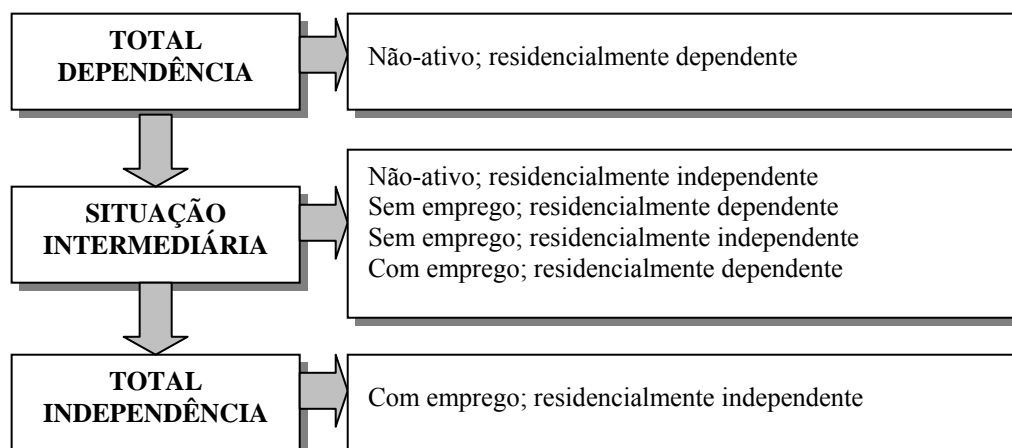 TOTAL
DEPENDÊNCIA
Não-ativo; residencialmente dependente
SITUAÇÃO
INTERMEDIÁRIA
Não-ativo; residencialmente independente
Sem emprego; residencialmente dependente
Sem emprego; residencialmente independente
Com emprego; residencialmente dependente
TOTAL
INDEPENDÊNCIA
Com emprego; residencialmente independente